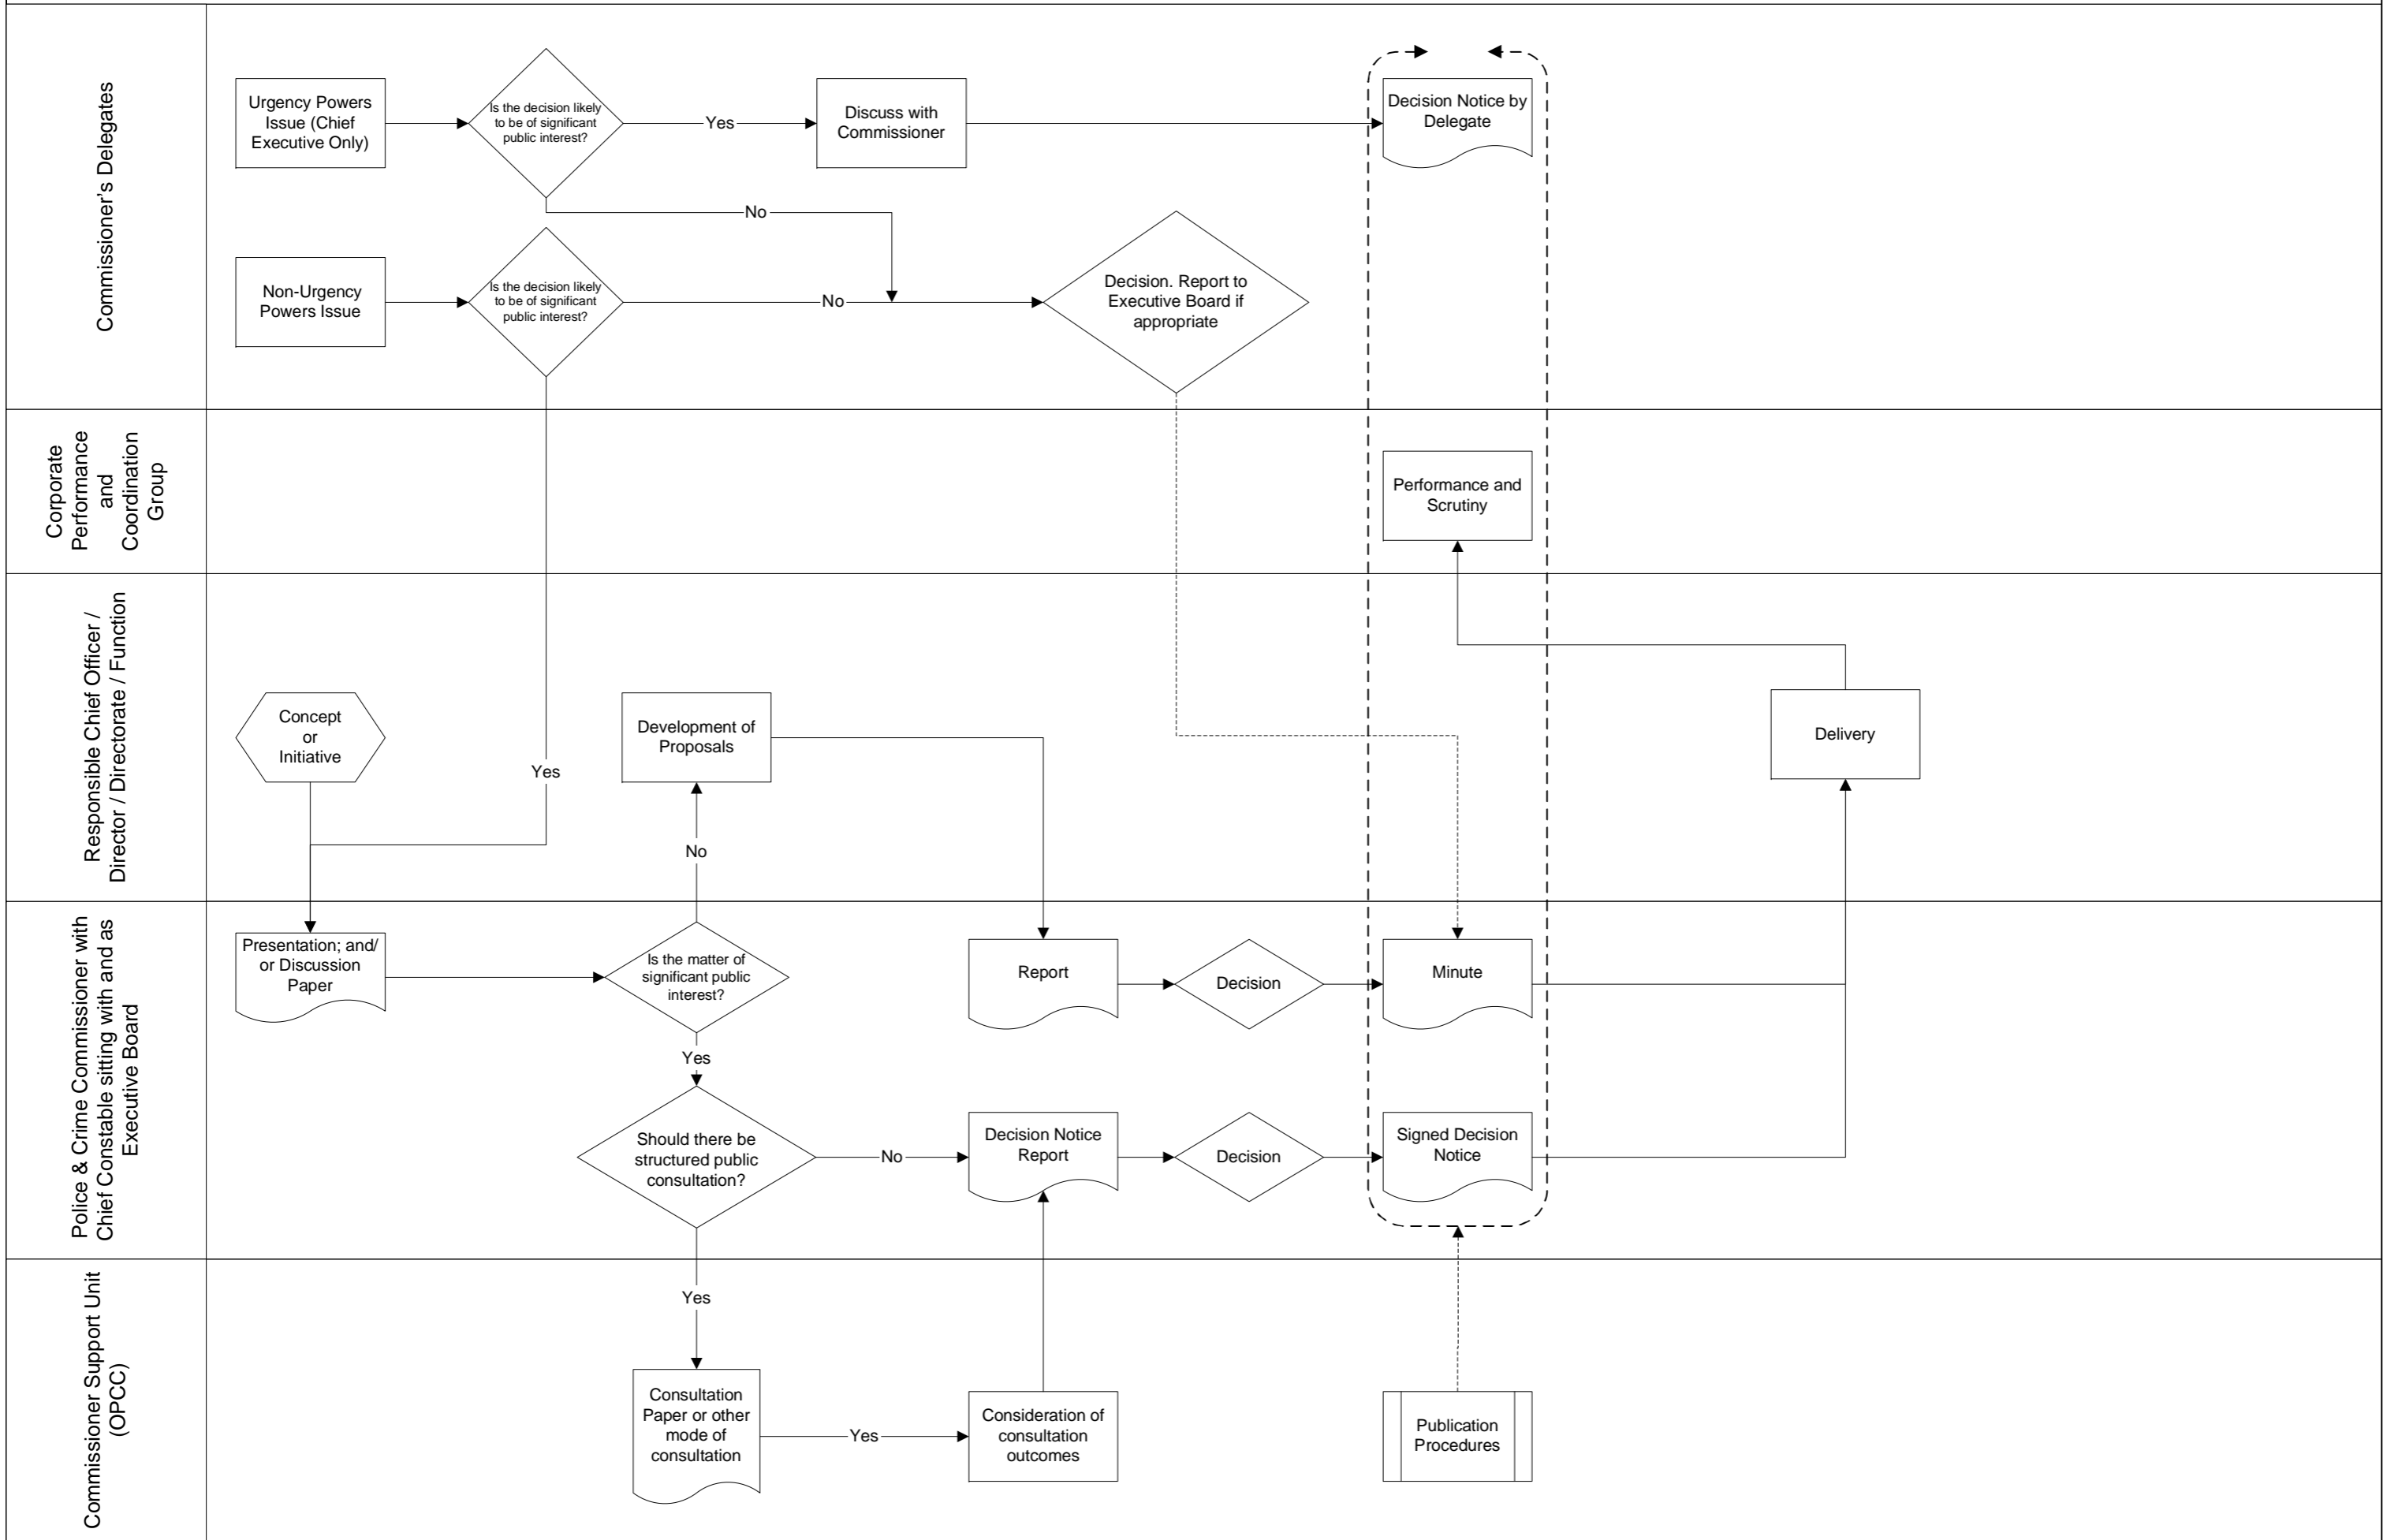 Commissioner's Delegates
Urgency Powers
Issue (Chief
Executive Only)
Is the decision likely
to be of significant
public interest?
Yes
Discuss with
Commissioner
Decision Notice by
Delegate
No
Non-Urgency
Powers Issue
Is the decision likely
to be of significant
public interest?
No
Decision. Report to
Executive Board if
appropriate
Corporate
Performance
and
Coordination
Group
Performance and
Scrutiny
Responsible Chief Officer /
Director / Directorate / Function
Concept
or
Initiative
Yes
Development of
Proposals
No
Delivery
Police & Crime Commissioner with
Chief Constable sitting with and as
Executive Board
Presentation; and/
or Discussion
Paper
Is the matter of
significant public
interest?
Report
Decision
Minute
Yes
Should there be
structured public
consultation?
No
Decision Notice
Report
Decision
Signed Decision
Notice
Commissioner Support Unit
(OPCC)
Yes
Consultation
Paper or other
mode of
consultation
Yes
Consideration of
consultation
outcomes
Publication
Procedures